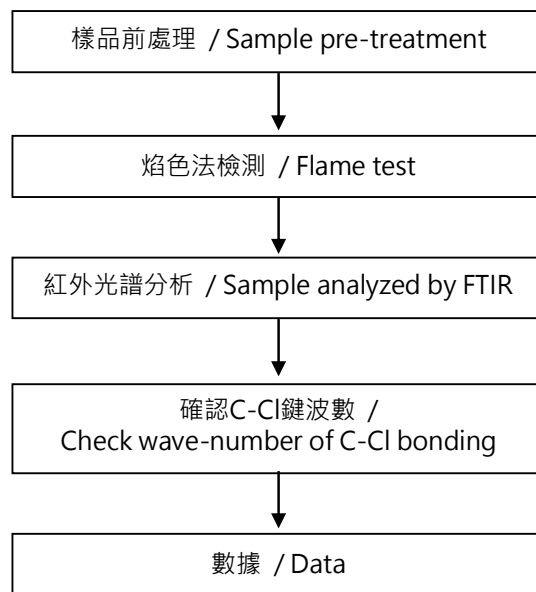 樣品前處理 / Sample pre-treatment
焰色法檢測 / Flame test
紅外光譜分析 / Sample analyzed by FTIR
確認C-Cl鍵波數 /
Check wave-number of C-Cl bonding
數據 / Data